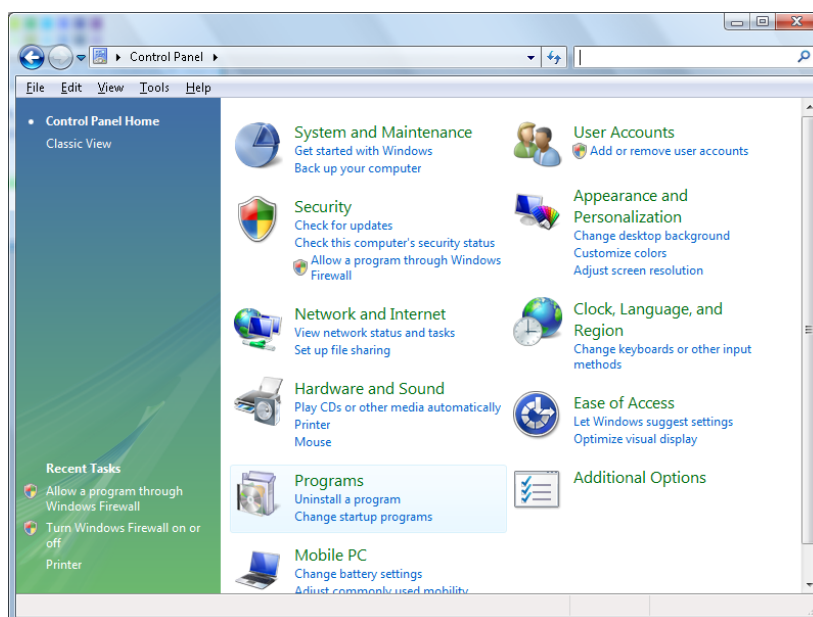 Control Panel
File Edit View Tools Help
Control Panel Home
Classic View
Recent Tasks
Allow a program through
Windows Firewall
Turn Windows Firewall on or
off
Printer
System and Maintenance
Get started with Windows
Back up your computer
Security
Check for updates
Check this computer's security status
Allow a program through Windows
Firewall
Network and Internet
View network status and tasks
Set up file sharing
Hardware and Sound
Play CDs or other media automatically
Printer
Mouse
Programs
Uninstall a program
Change startup programs
Mobile PC
Change battery settings
Adjust commonly used mobility
User Accounts
Add or remove user accounts
Appearance and
Personalization
Change desktop background
Customize colors
Adjust screen resolution
Clock, Language, and
Region
Change keyboards or other input
methods
Ease of Access
Let Windows suggest settings
Optimize visual display
Additional Options